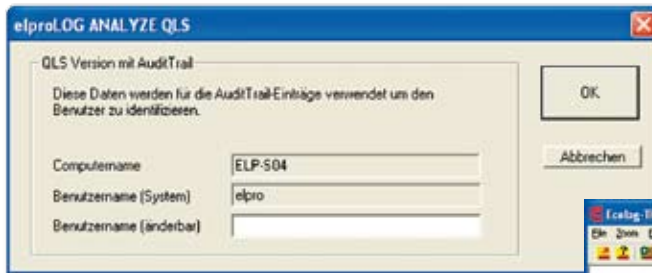 elproLOG ANALYZE QLS
QLS Version mit AuditTrail
Diese Daten werden für die AuditTrail-Einträge verwendet um den
Benutzer zu identifizieren.
OK
Abbrechen
Computername ELP-S04
Benutzername (System) elpro
Benutzername (änderbar)
Ecolog-
File Zoom